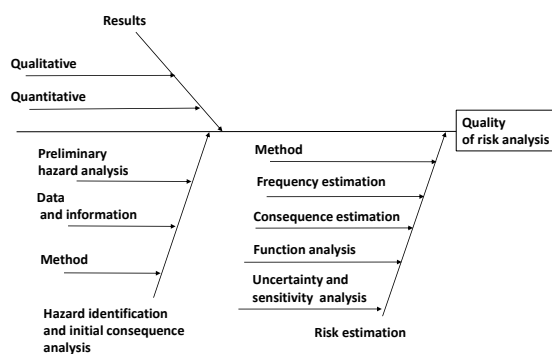 Results
Qualitative
Quantitative
Quality
of risk analysis
Preliminary
hazard analysis
Data
and information
Method
Hazard identification
and initial consequence
analysis
Method
Frequency estimation
Consequence estimation
Function analysis
Uncertainty and
sensitivity analysis
Risk estimation